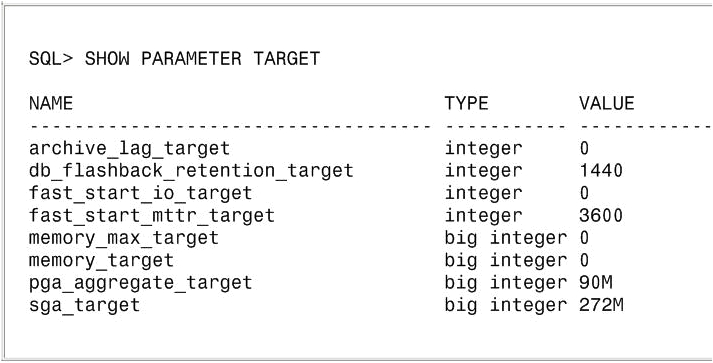 SQL> SHOW PARAMETER TARGET
NAME TYPE VALUE
------------------------------------ ----------- ------------
archive_lag_target integer 0
db_flashback_retention_target integer 1440
fast_start_io_target integer 0
fast_start_mttr_target integer 3600
memory_max_target big integer 0
memory_target big integer 0
pga_aggregate_target big integer 90M
sga_target big integer 272M